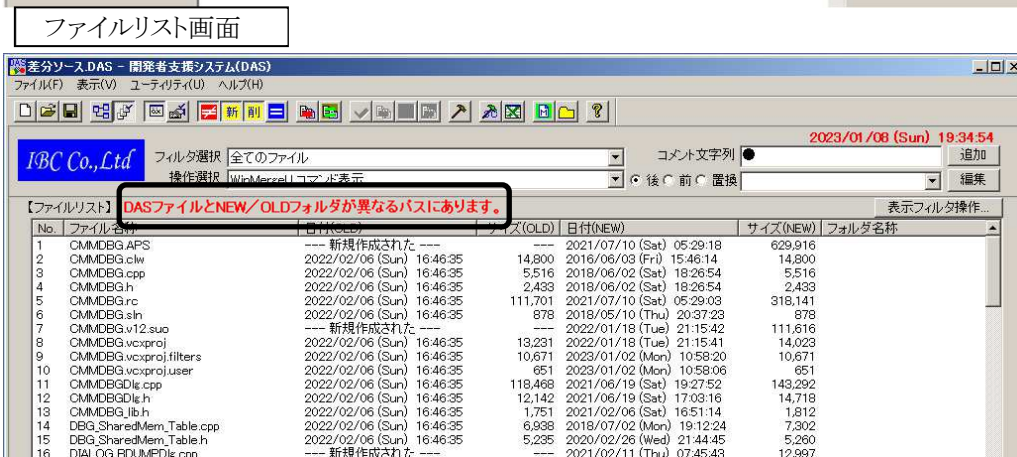 ファイルリスト画面
差分ソース.DAS - 開発者支援システム(DAS)
ファイル(F) 表示(V) ユーティリティ(U) ヘルプ(H)
新 削
2023/01/08 (Sun) 19:34:54
IBC Co.,Ltd フィルタ選択 全てのファイル コメント文字列 ● 追加
操作選択 WinMergeU コマンド表示 後 前 置換 編集
【ファイルリスト】 DASファイルとNEW/OLDフォルダが異なるパスにあります。 表示フィルタ操作...
No. ファイル名称 日付(OLD) サイズ(OLD) 日付(NEW) サイズ(NEW) フォルダ名称
1 CMMDBG.APS --- 新規作成された --- --- 2021/07/10 (Sat) 05:29:18 629,916
2 CMMDBG.clw 2022/02/06 (Sun) 16:46:35 14,800 2016/06/03 (Fri) 15:46:14 14,800
3 CMMDBG.cpp 2022/02/06 (Sun) 16:46:35 5,516 2018/06/02 (Sat) 18:26:54 5,516
4 CMMDBG.h 2022/02/06 (Sun) 16:46:35 2,433 2018/06/02 (Sat) 18:26:54 2,433
5 CMMDBG.rc 2022/02/06 (Sun) 16:46:35 111,701 2021/07/10 (Sat) 05:29:03 318,141
6 CMMDBG.sln 2022/02/06 (Sun) 16:46:35 878 2018/05/10 (Thu) 20:37:23 878
7 CMMDBG.v12.suo --- 新規作成された --- --- 2022/01/18 (Tue) 21:15:42 111,616
8 CMMDBG.vcxproj 2022/02/06 (Sun) 16:46:35 13,231 2022/01/18 (Tue) 21:15:41 14,023
9 CMMDBG.vcxproj.filters 2022/02/06 (Sun) 16:46:35 10,671 2023/01/02 (Mon) 10:58:20 10,671
10 CMMDBG.vcxproj.user 2022/02/06 (Sun) 16:46:35 651 2023/01/02 (Mon) 10:58:06 651
11 CMMDBGDlg.cpp 2022/02/06 (Sun) 16:46:35 118,468 2021/06/19 (Sat) 19:27:52 143,292
12 CMMDBGDlg.h 2022/02/06 (Sun) 16:46:35 12,142 2021/06/19 (Sat) 17:03:16 14,718
13 CMMDBG_lib.h 2022/02/06 (Sun) 16:46:35 1,751 2021/02/06 (Sat) 16:51:14 1,812
14 DBG_SharedMem_Table.cpp 2022/02/06 (Sun) 16:46:35 6,938 2018/07/02 (Mon) 19:12:24 7,302
15 DBG_SharedMem_Table.h 2022/02/06 (Sun) 16:46:35 5,235 2020/02/26 (Wed) 21:44:45 5,260
16 DIALOG_BDUMPDlg.cpp --- 新規作成された --- --- 2021/02/11 (Thu) 07:45:43 12,997